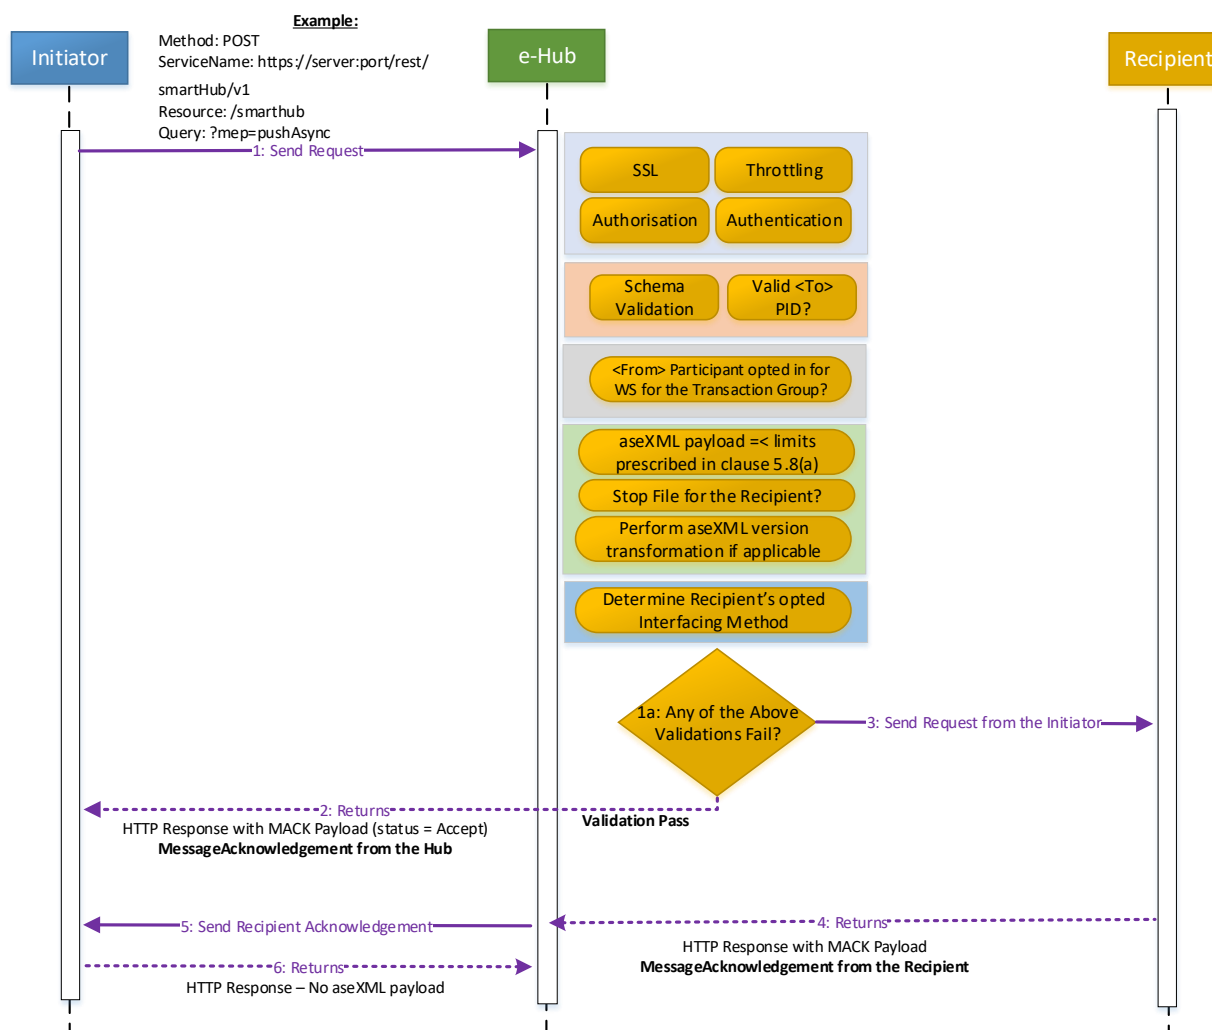 Example:
Method: POST
ServiceName: https://server:port/rest/
smartHub/v1
Resource: /smarthub
Query: ?mep=pushAsync
Initiator
e-Hub
Recipient
1: Send Request
SSL
Throttling
Authorisation
Authentication
Schema
Validation
Valid <To>
PID?
<From> Participant opted in for
WS for the Transaction Group?
aseXML payload =< limits
prescribed in clause 5.8(a)
Stop File for the Recipient?
Perform aseXML version
transformation if applicable
Determine Recipient’s opted
Interfacing Method
1a: Any of the Above
Validations Fail?
3: Send Request from the Initiator
2: Returns
HTTP Response with MACK Payload (status = Accept)
MessageAcknowledgement from the Hub
Validation Pass
5: Send Recipient Acknowledgement
4: Returns
HTTP Response with MACK Payload
MessageAcknowledgement from the Recipient
6: Returns
HTTP Response – No aseXML payload